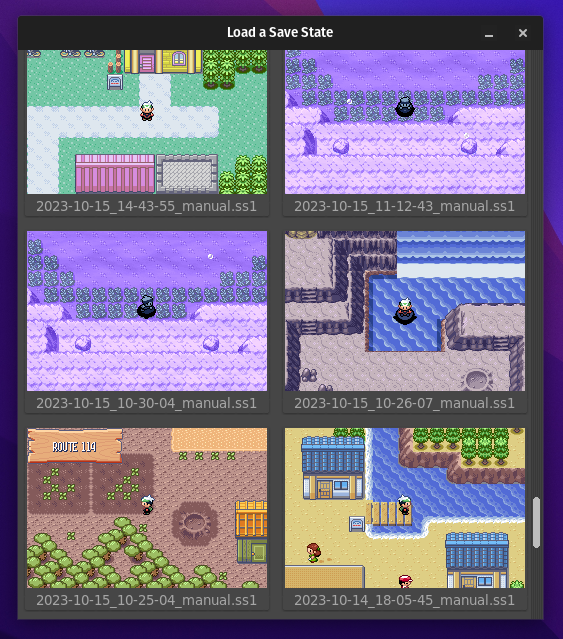 Load a Save State
2023-10-15_14-43-55_manual.ss1
2023-10-15_11-12-43_manual.ss1
2023-10-15_10-30-04_manual.ss1
2023-10-15_10-26-07_manual.ss1
ROUTE 114
2023-10-15_10-25-04_manual.ss1
2023-10-14_18-05-45_manual.ss1